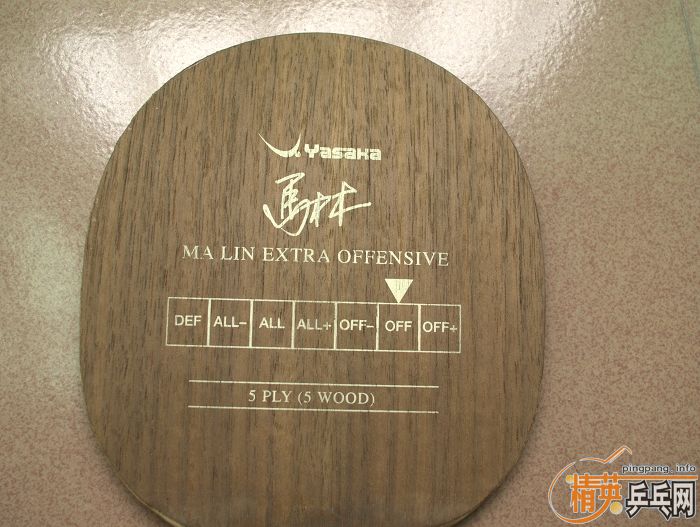 Yasaka
馬林
MA LIN EXTRA OFFENSIVE
DEF ALL- ALL ALL+ OFF- OFF OFF+
5 PLY (5 WOOD)
pingpang.info
精英乒乓网